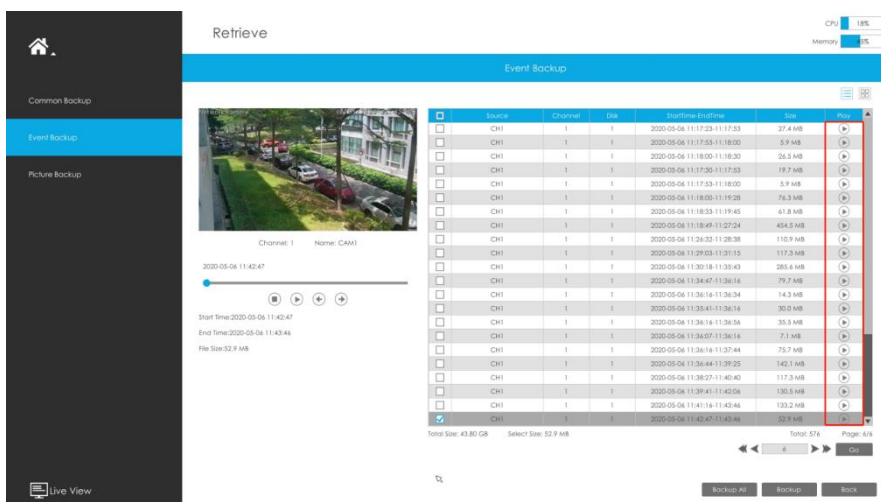 Retrieve
CPU 18%
Memory 45%
Event Backup
Common Backup
Event Backup
Picture Backup
Source Channel Disk StartTime-EndTime Size Play
CH1 1 1 2020-05-06 11:17:23-11:17:53 27.4 MB
CH1 1 1 2020-05-06 11:17:55-11:18:00 5.9 MB
CH1 1 1 2020-05-06 11:18:00-11:18:30 26.5 MB
CH1 1 1 2020-05-06 11:17:30-11:17:53 19.7 MB
CH1 1 1 2020-05-06 11:17:53-11:18:00 5.9 MB
CH1 1 1 2020-05-06 11:18:00-11:19:28 76.3 MB
CH1 1 1 2020-05-06 11:18:33-11:19:45 61.8 MB
CH1 1 1 2020-05-06 11:18:49-11:27:24 454.5 MB
CH1 1 1 2020-05-06 11:26:32-11:28:38 110.9 MB
CH1 1 1 2020-05-06 11:29:03-11:31:15 117.3 MB
CH1 1 1 2020-05-06 11:30:18-11:35:43 285.6 MB
CH1 1 1 2020-05-06 11:34:47-11:36:16 79.7 MB
CH1 1 1 2020-05-06 11:36:16-11:36:34 14.3 MB
CH1 1 1 2020-05-06 11:35:41-11:36:16 30.0 MB
CH1 1 1 2020-05-06 11:36:16-11:36:56 35.5 MB
CH1 1 1 2020-05-06 11:36:07-11:36:16 7.1 MB
CH1 1 1 2020-05-06 11:36:16-11:37:44 75.7 MB
CH1 1 1 2020-05-06 11:36:44-11:39:25 142.1 MB
CH1 1 1 2020-05-06 11:38:27-11:40:40 117.3 MB
CH1 1 1 2020-05-06 11:39:41-11:42:06 130.5 MB
CH1 1 1 2020-05-06 11:41:16-11:43:46 133.2 MB
CH1 1 1 2020-05-06 11:42:47-11:43:46 52.9 MB
Channel: 1 Name: CAM1
2020-05-06 11:42:47
Start Time:2020-05-06 11:42:47
End Time:2020-05-06 11:43:46
File Size:52.9 MB
Total Size: 43.80 GB Select Size: 52.9 MB Total: 576 Page: 6/6
6 Go
Live View
Backup All Backup Back